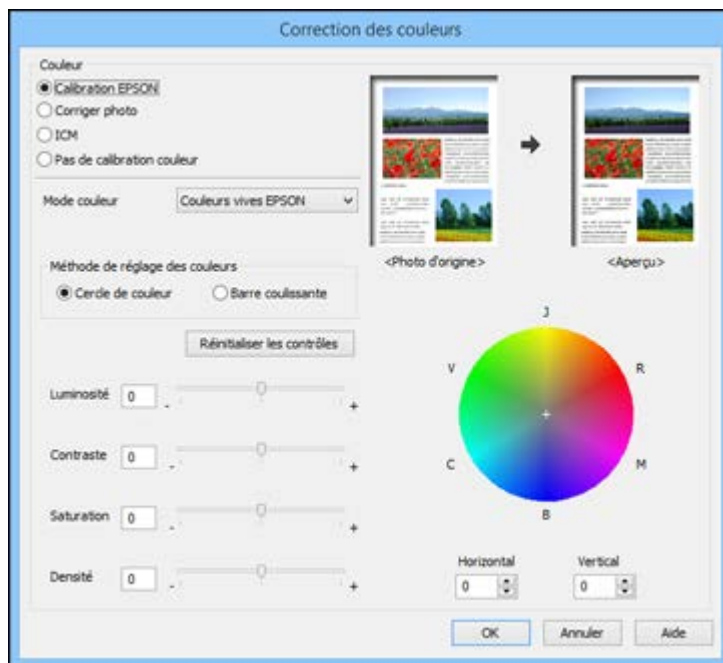 Correction des couleurs
Couleur
Calibration EPSON
Corriger photo
ICM
Pas de calibration couleur
Mode couleur
Couleurs vives EPSON
Méthode de réglage des couleurs
Cercle de couleur
Barre coulissante
Réinitialiser les contrôles
Luminosité 0 - +
Contraste 0 - +
Saturation 0 - +
Densité 0 - +
<Photo d'origine>
<Aperçu>
J
V
R
C
M
B
Horizontal
Vertical
0
0
OK
Annuler
Aide